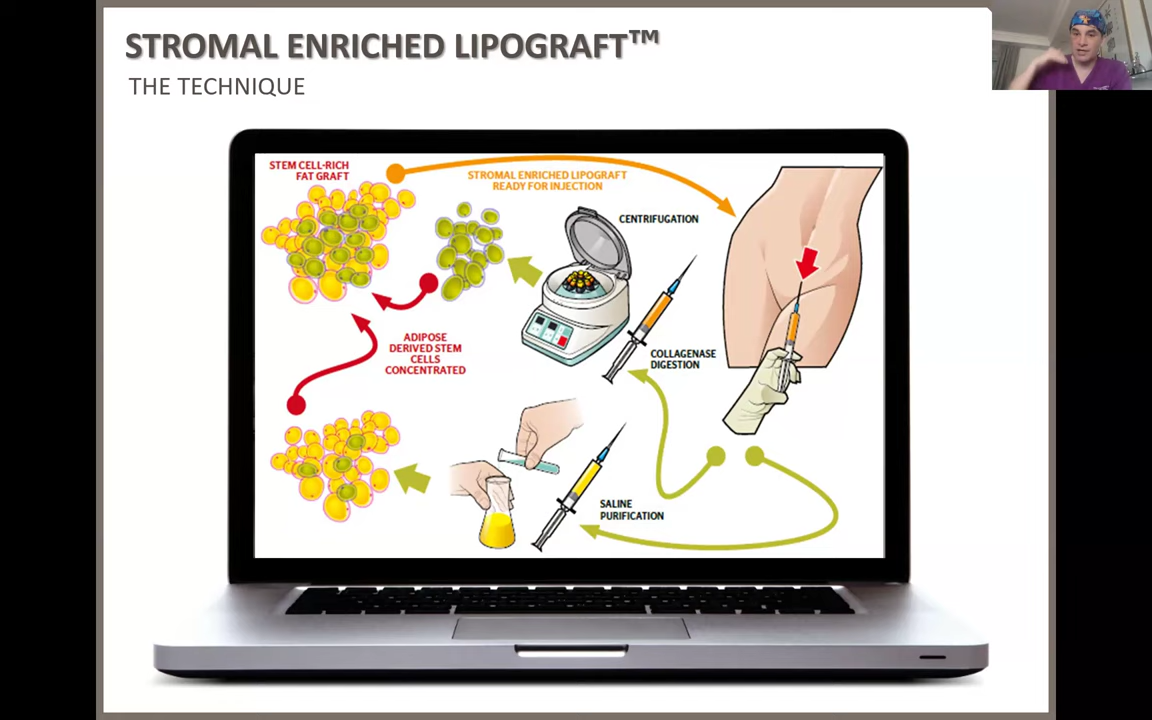 STROMAL ENRICHED LIPOGRAFT™
THE TECHNIQUE
STEM CELL-RICH
FAT GRAFT
STROMAL ENRICHED LIPOGRAFT
READY FOR INJECTION
CENTRIFUGATION
ADIPOSE
DERIVED STEM
CELLS
CONCENTRATED
COLLAGENASE
DIGESTION
SALINE
PURIFICATION